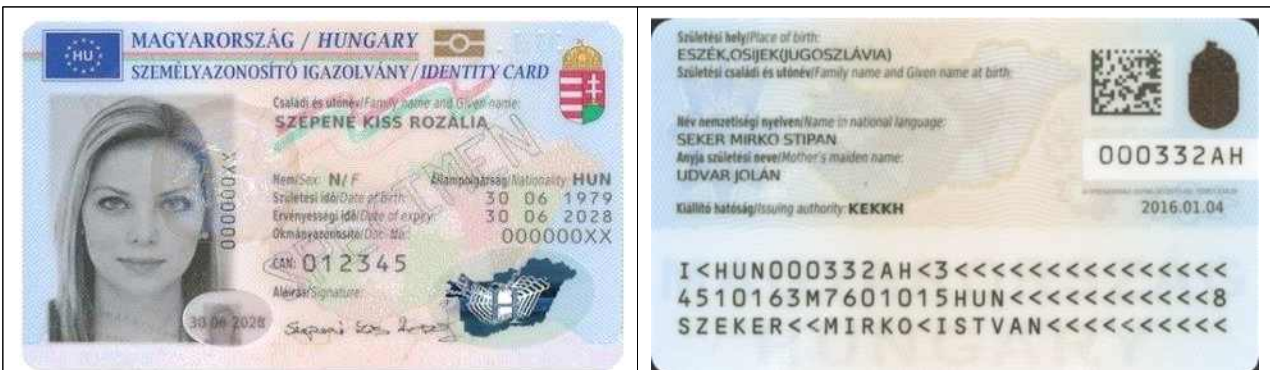 HU
MAGYARORSZÁG / HUNGARY
SZEMÉLYAZONOSÍTÓ IGAZOLVÁNY / IDENTITY CARD
Családi és utónév/Family name and Given name:
SZEPENÉ KISS ROZÁLIA
SPECIMEN
000000XX
Nem/Sex: N/F Állampolgárság/Nationality: HUN
Születési idő/Date of birth: 30 06 1979
Érvényességi idő/Date of expiry: 30 06 2028
Okmányazonosító/Doc. No.: 000000XX
CAN: 012345
Aláírás/Signature:
30 06 2028
Születési hely/Place of birth:
ESZÉK,OSIJEK(JUGOSZLÁVIA)
Születési családi és utónév/Family name and Given name at birth:
Név nemzetiségi nyelven/Name in national language:
SEKER MIRKO STIPAN
Anyja születési neve/Mother's maiden name:
UDVAR JOLÁN
000332AH
Kiállító hatóság/Issuing authority: KEKKH
2016.01.04
I<HUN000332AH<3<<<<<<<<<<<<<<<
4510163M7601015HUN<<<<<<<<<<<8
SZEKER<<MIRKO<ISTVAN<<<<<<<<<<